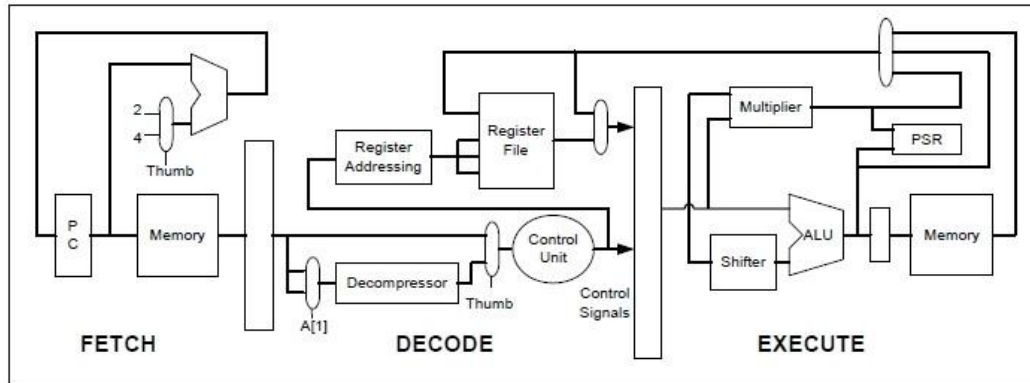 2
4
Thumb
P
C
Memory
FETCH
Register
Addressing
Register
File
A[1]
Decompressor
Thumb
Control
Unit
Control
Signals
DECODE
Multiplier
PSR
ALU
Shifter
Memory
EXECUTE